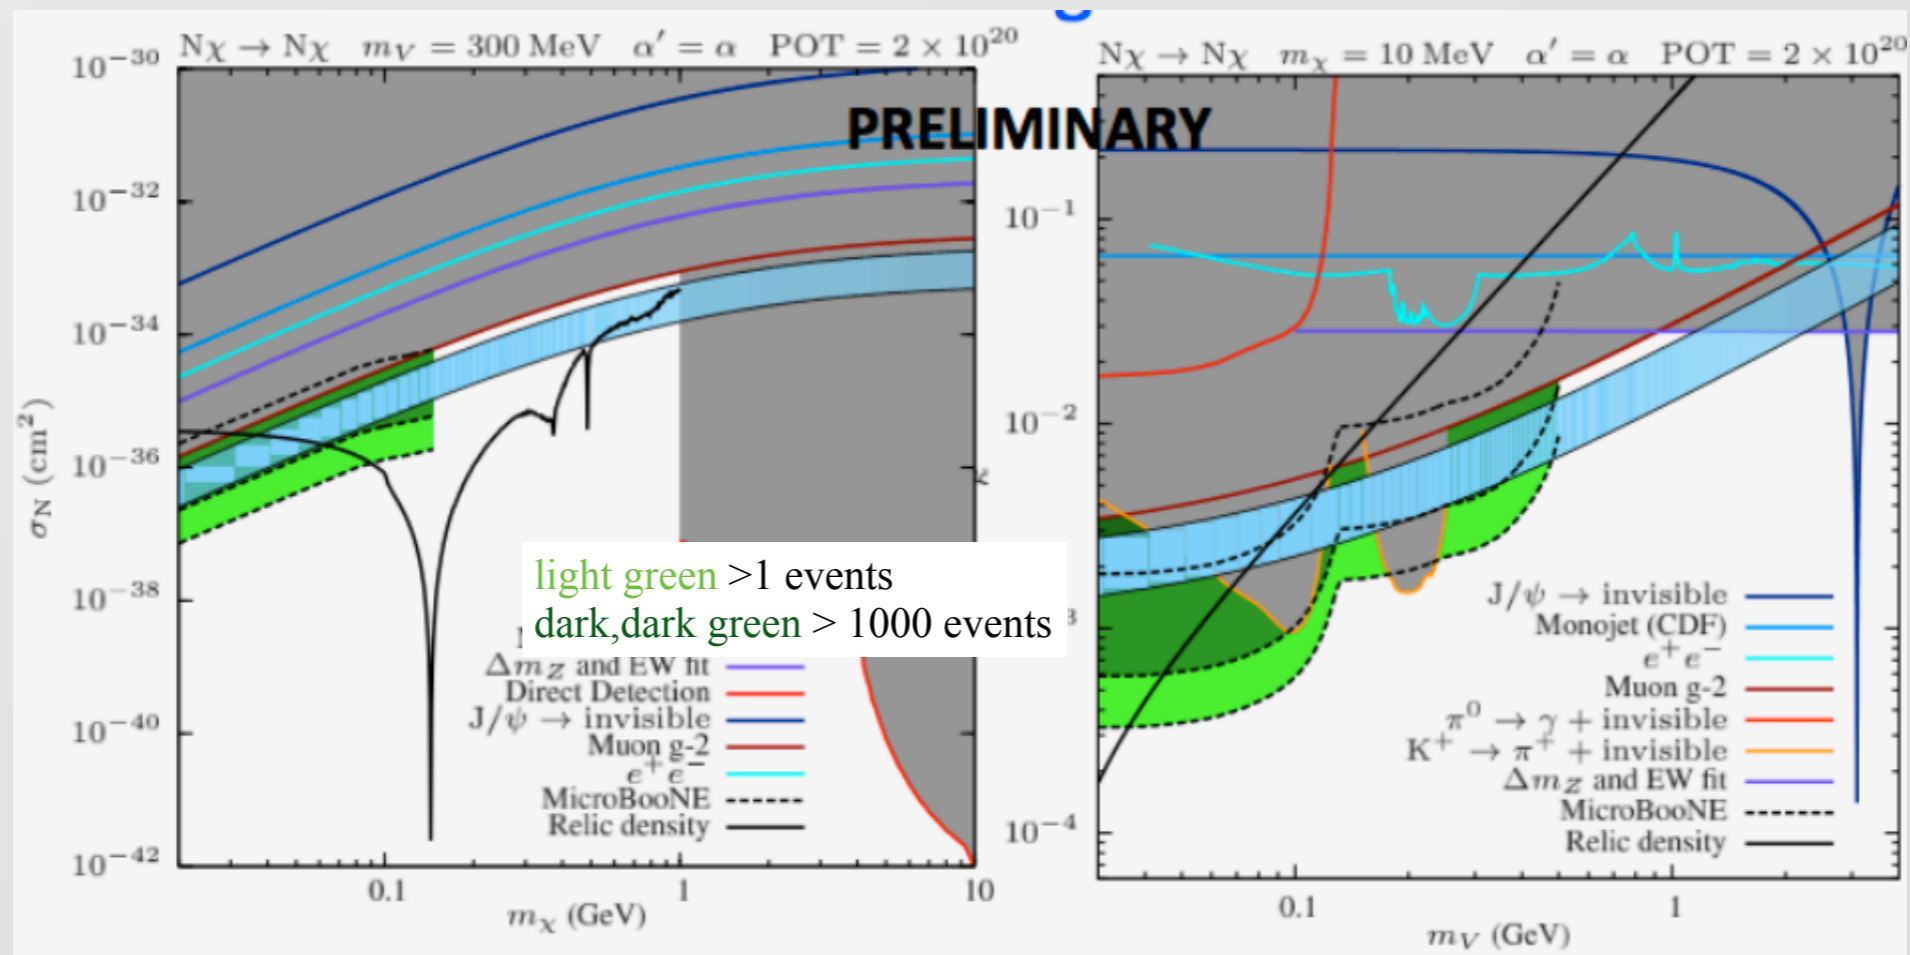 Nχ → Nχ m_V = 300 MeV α′ = α POT = 2 × 10^20
Nχ → Nχ m_χ = 10 MeV α′ = α POT = 2 × 10^20
PRELIMINARY
10^−30
10^−32
10^−34
10^−36
10^−38
10^−40
10^−42
σ_N (cm^2)
0.1
1
10
m_χ (GeV)
light green >1 events
dark,dark green > 1000 events
Δm_Z and EW fit
Direct Detection
J/ψ → invisible
Muon g-2
e^+e^−
MicroBooNE
Relic density
10^−1
10^−2
10^−4
0.1
1
m_V (GeV)
J/ψ → invisible
Monojet (CDF)
e^+e^−
Muon g-2
π^0 → γ + invisible
K^+ → π^+ + invisible
Δm_Z and EW fit
MicroBooNE
Relic density